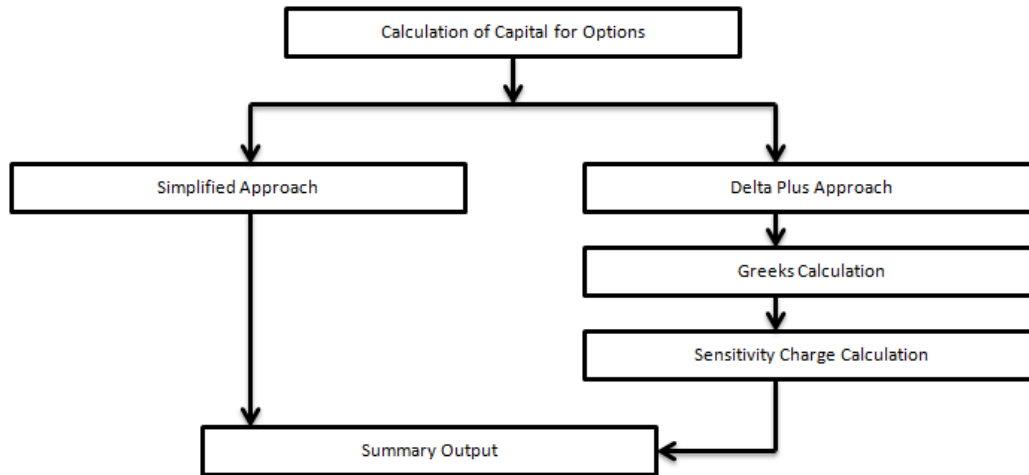 Calculation of Capital for Options
Simplified Approach
Delta Plus Approach
Greeks Calculation
Sensitivity Charge Calculation
Summary Output